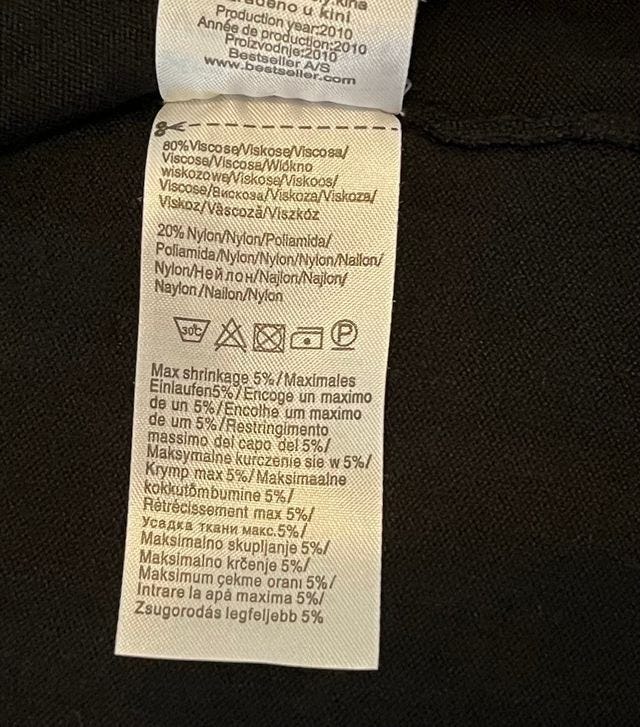 u kini
Production year:2010
Année de production:2010
Proizvodnje:2010
Bestseller A/S
www.bestseller.com
80%Viscose/Viskose/Viscosa/
Viscose/Viscosa/Wlókno
wiskozowe/Viskose/Viskoos/
Viscose/Вискоза/Viskoza/Viskoza/
Viskoz/Vâscoză/Viszkóz
20% Nylon/Nylon/Poliamida/
Poliamida/Nylon/Nylon/Nylon/Nailon/
Nylon/Нейлон/Najlon/Najlon/
Naylon/Nailon/Nylon
30°C P
Max shrinkage 5%/Maximales
Einlaufen5%/Encoge un maximo
de un 5%/Encolhe um maximo
de um 5%/Restringimento
massimo del capo del 5%/
Maksymalne kurczenie sie w 5%/
Krymp max 5%/Maksimaalne
kokkutõmbumine 5%/
Rétrécissement max 5%/
Усадка ткани макс.5%/
Maksimalno skupljanje 5%/
Maksimalno krčenje 5%/
Maksimum çekme oranı 5%/
Intrare la apă maxima 5%/
Zsugorodás legfeljebb 5%